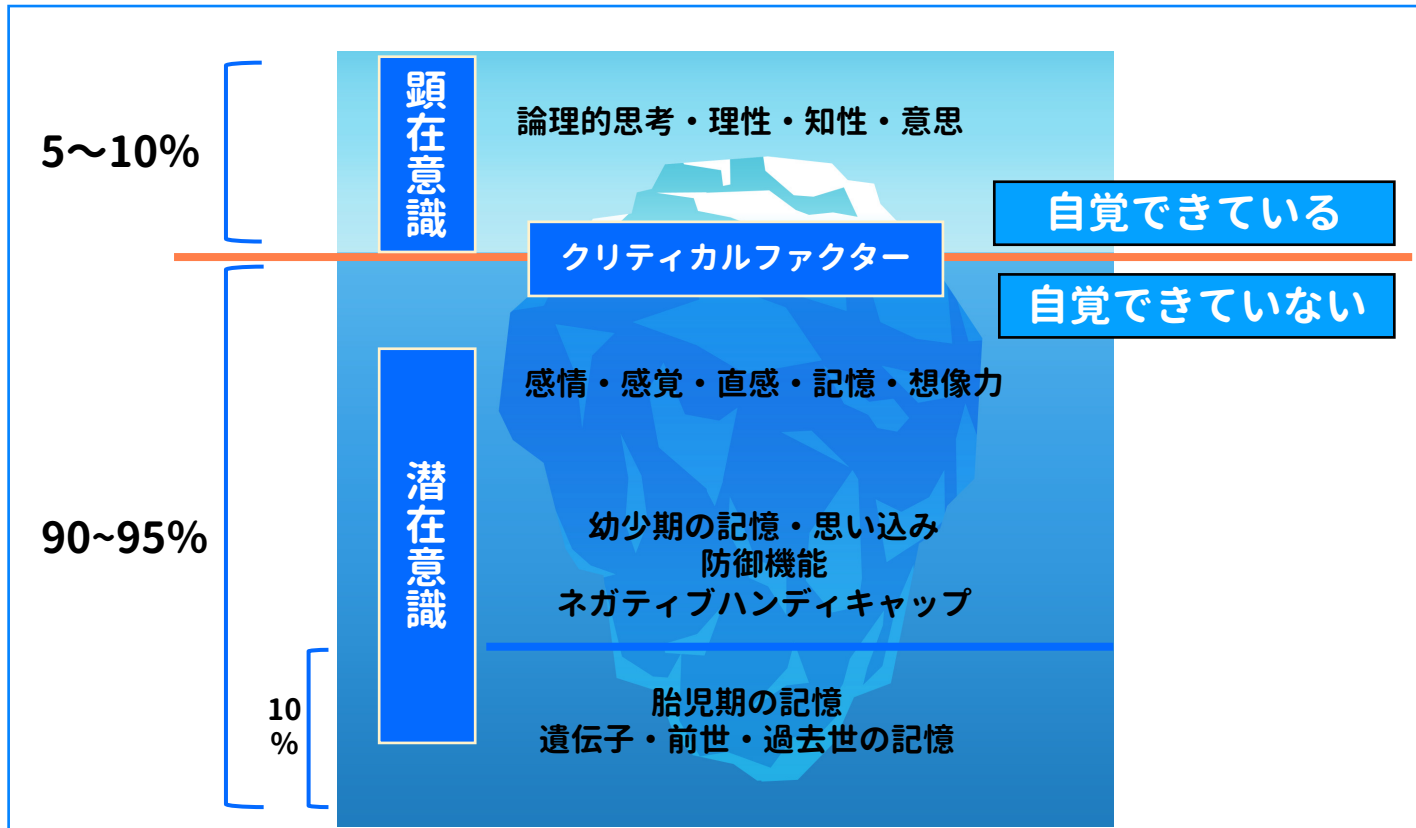 5〜10%
顕在意識
論理的思考・理性・知性・意思
自覚できている
クリティカルファクター
自覚できていない
感情・感覚・直感・記憶・想像力
90~95%
潜在意識
幼少期の記憶・思い込み
防御機能
ネガティブハンディキャップ
10
%
胎児期の記憶
遺伝子・前世・過去世の記憶